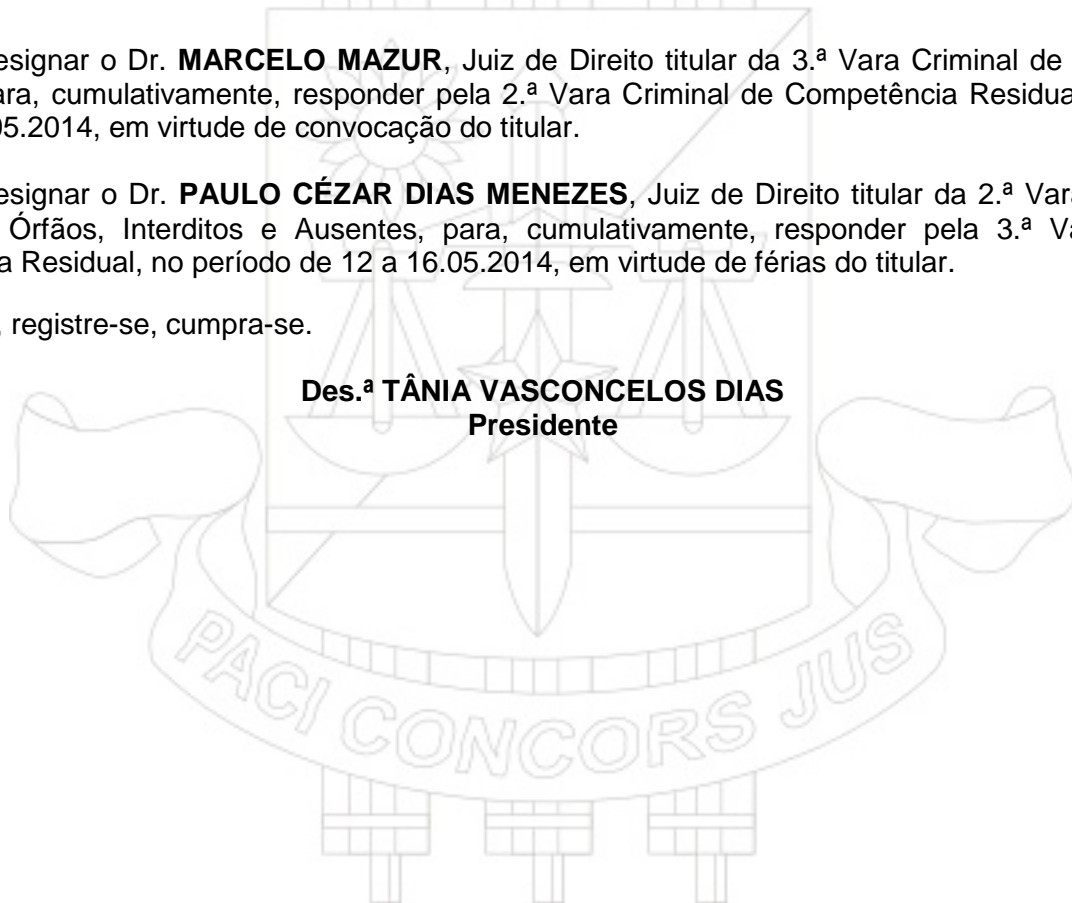 esignar o Dr. MARCELO MAZUR, Juiz de Direito titular da 3.ª Vara Criminal de
ara, cumulativamente, responder pela 2.ª Vara Criminal de Competência Residua
05.2014, em virtude de convocação do titular.
esignar o Dr. PAULO CÉZAR DIAS MENEZES, Juiz de Direito titular da 2.ª Vara
Órfãos, Interditos e Ausentes, para, cumulativamente, responder pela 3.ª Va
a Residual, no período de 12 a 16.05.2014, em virtude de férias do titular.
, registre-se, cumpra-se.
Des.ª TÂNIA VASCONCELOS DIAS
Presidente
PACI CONCORS JUS